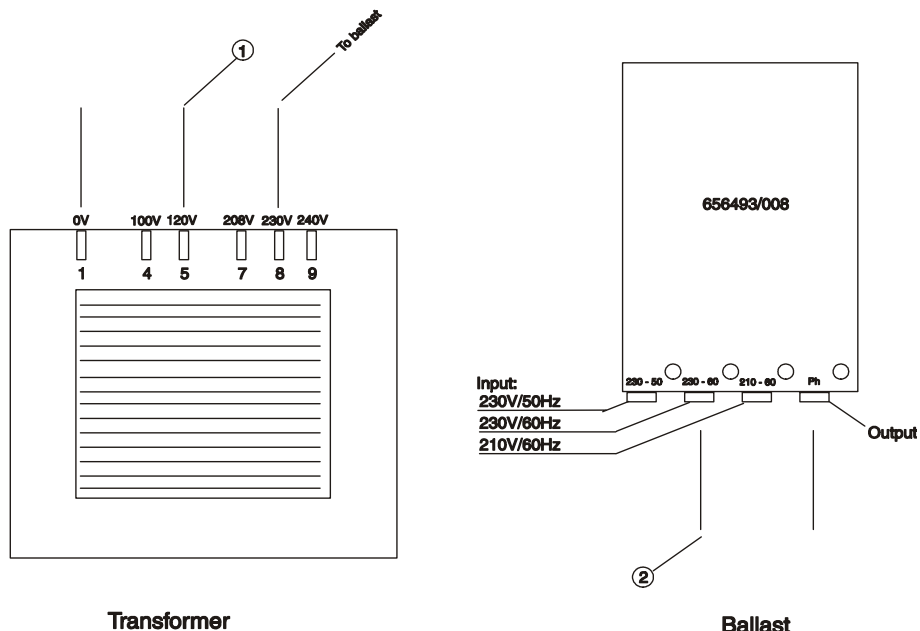 1
To ballast
0V 100V 120V 208V 230V 240V
1 4 5 7 8 9
Transformer
656493/008
230 - 50 230 - 60 210 - 60 Ph
Input:
230V/50Hz
230V/60Hz
210V/60Hz
Output
2
Ballast